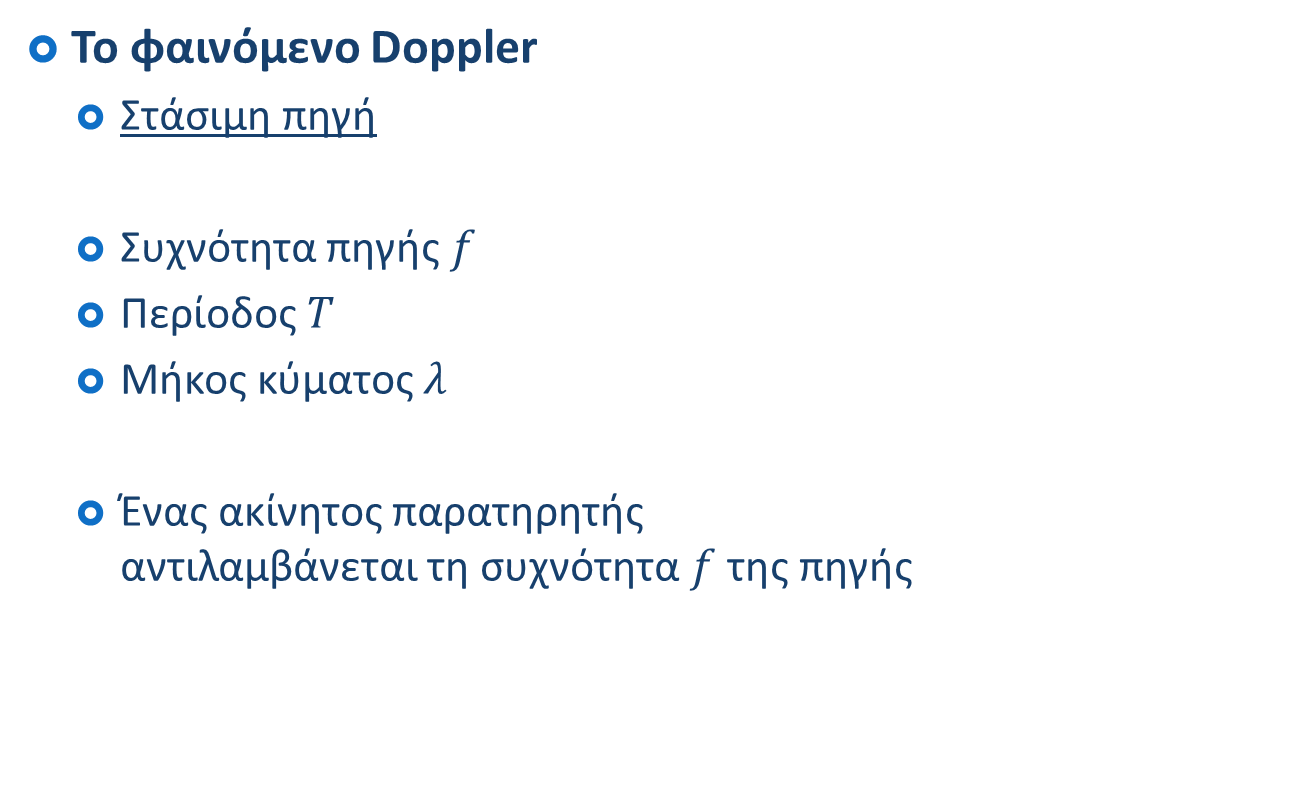 Το φαινόμενο Doppler
Στάσιμη πηγή
Συχνότητα πηγής f
Περίοδος T
Μήκος κύματος λ
Ένας ακίνητος παρατηρητής
αντιλαμβάνεται τη συχνότητα f της πηγής